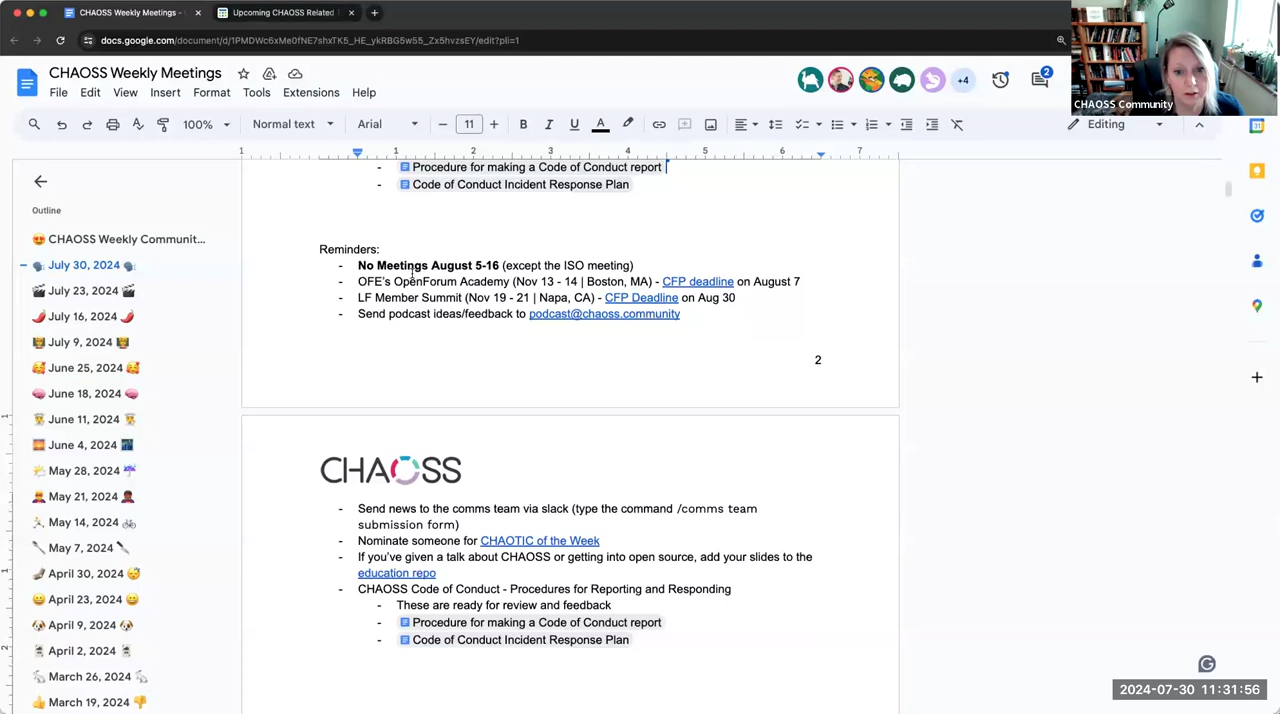 CHAOSS Weekly Meetings -
Upcoming CHAOSS Related
docs.google.com/document/d/1PMDWc6xMe0fNE7shxTK5_HE_ykRBG5w55_Zx5hvzsEY/edit?pli=1
CHAOSS Weekly Meetings
File Edit View Insert Format Tools Extensions Help
+4
2
CHAOSS Community
100% Normal text Arial 11 B I U A Editing
1 1 2 3 4 5 6 7
Outline
CHAOSS Weekly Communit...
July 30, 2024
July 23, 2024
July 16, 2024
July 9, 2024
June 25, 2024
June 18, 2024
June 11, 2024
June 4, 2024
May 28, 2024
May 21, 2024
May 14, 2024
May 7, 2024
April 30, 2024
April 23, 2024
April 9, 2024
April 2, 2024
March 26, 2024
March 19, 2024
- Procedure for making a Code of Conduct report
- Code of Conduct Incident Response Plan
Reminders:
- No Meetings August 5-16 (except the ISO meeting)
- OFE's OpenForum Academy (Nov 13 - 14 | Boston, MA) - CFP deadline on August 7
- LF Member Summit (Nov 19 - 21 | Napa, CA) - CFP Deadline on Aug 30
- Send podcast ideas/feedback to podcast@chaoss.community
2
CHAOSS
- Send news to the comms team via slack (type the command /comms team
submission form)
- Nominate someone for CHAOTIC of the Week
- If you've given a talk about CHAOSS or getting into open source, add your slides to the
education repo
- CHAOSS Code of Conduct - Procedures for Reporting and Responding
- These are ready for review and feedback
- Procedure for making a Code of Conduct report
- Code of Conduct Incident Response Plan
2024-07-30 11:31:56